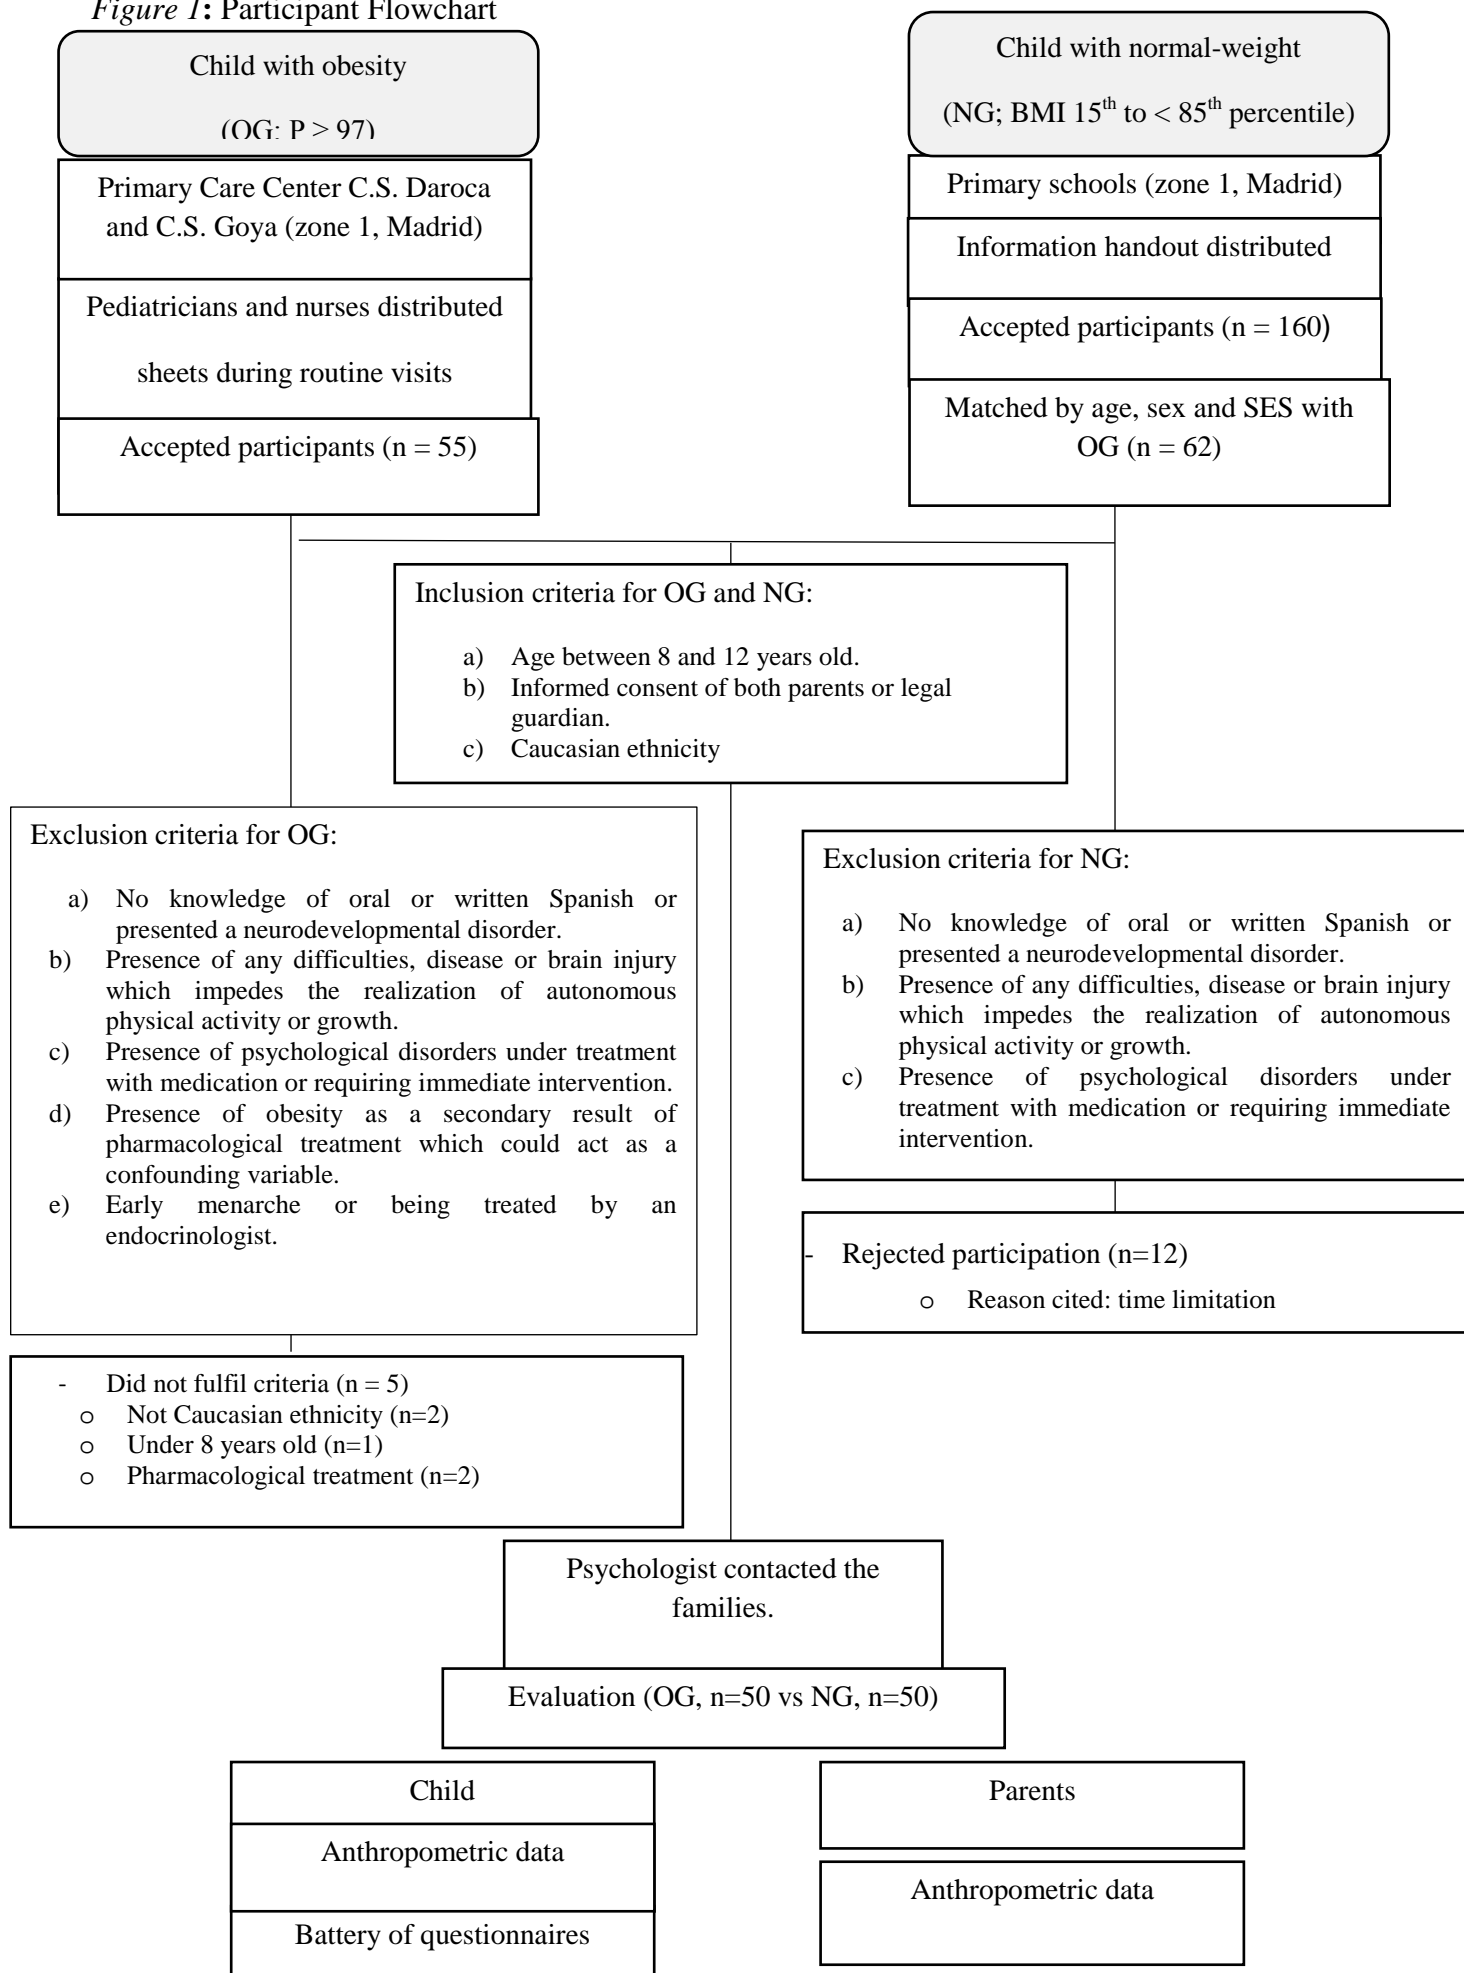 Figure 1: Participant Flowchart
Child with obesity
(OG: P > 97)
Primary Care Center C.S. Daroca
and C.S. Goya (zone 1, Madrid)
Pediatricians and nurses distributed
sheets during routine visits
Accepted participants (n = 55)
Child with normal-weight
(NG; BMI 15th to < 85th percentile)
Primary schools (zone 1, Madrid)
Information handout distributed
Accepted participants (n = 160)
Matched by age, sex and SES with
OG (n = 62)
Inclusion criteria for OG and NG:
a) Age between 8 and 12 years old.
b) Informed consent of both parents or legal
guardian.
c) Caucasian ethnicity
Exclusion criteria for OG:
a) No knowledge of oral or written Spanish or
presented a neurodevelopmental disorder.
b) Presence of any difficulties, disease or brain injury
which impedes the realization of autonomous
physical activity or growth.
c) Presence of psychological disorders under treatment
with medication or requiring immediate intervention.
d) Presence of obesity as a secondary result of
pharmacological treatment which could act as a
confounding variable.
e) Early menarche or being treated by an
endocrinologist.
Exclusion criteria for NG:
a) No knowledge of oral or written Spanish or
presented a neurodevelopmental disorder.
b) Presence of any difficulties, disease or brain injury
which impedes the realization of autonomous
physical activity or growth.
c) Presence of psychological disorders under
treatment with medication or requiring immediate
intervention.
- Rejected participation (n=12)
o Reason cited: time limitation
- Did not fulfil criteria (n = 5)
o Not Caucasian ethnicity (n=2)
o Under 8 years old (n=1)
o Pharmacological treatment (n=2)
Psychologist contacted the
families.
Evaluation (OG, n=50 vs NG, n=50)
Child
Anthropometric data
Battery of questionnaires
Parents
Anthropometric data